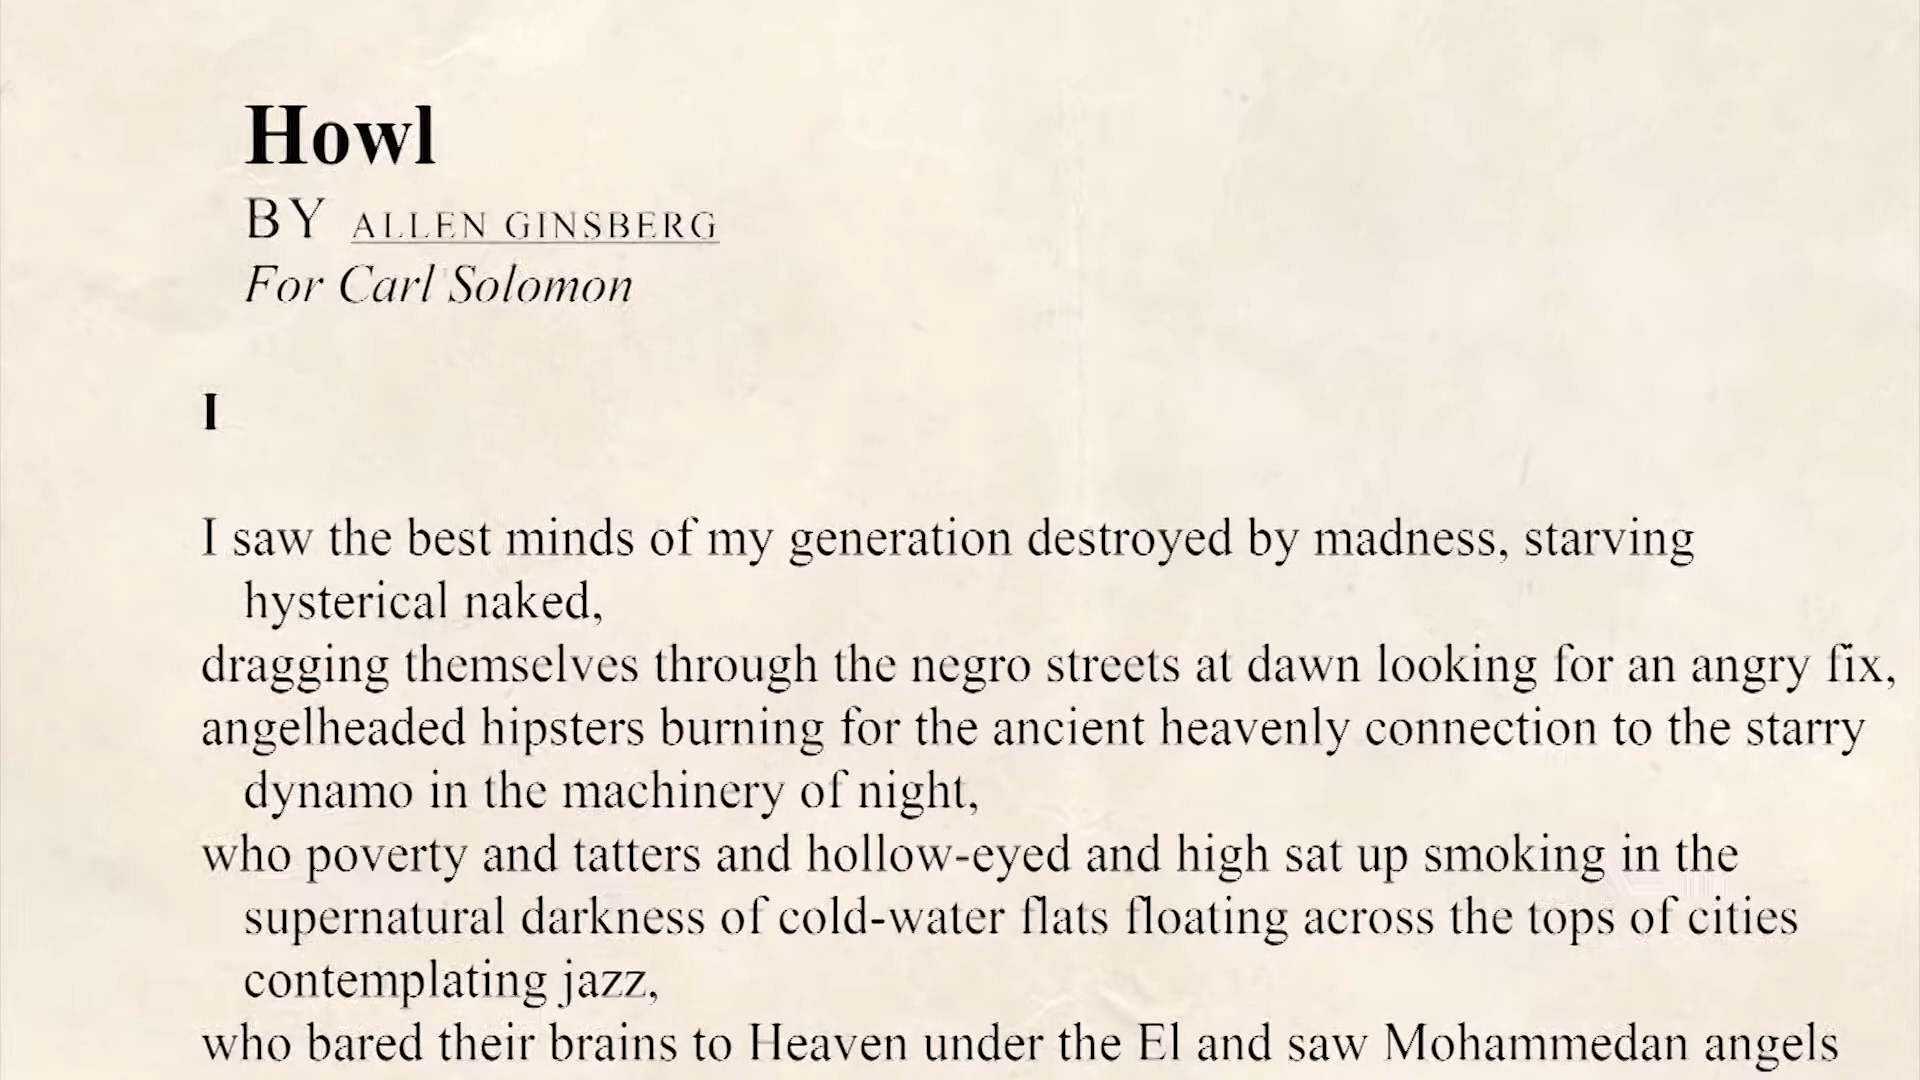 Howl
BY ALLEN GINSBERG
For Carl Solomon
I
I saw the best minds of my generation destroyed by madness, starving
hysterical naked,
dragging themselves through the negro streets at dawn looking for an angry fix,
angelheaded hipsters burning for the ancient heavenly connection to the starry
dynamo in the machinery of night,
who poverty and tatters and hollow-eyed and high sat up smoking in the
supernatural darkness of cold-water flats floating across the tops of cities
contemplating jazz,
who bared their brains to Heaven under the El and saw Mohammedan angels